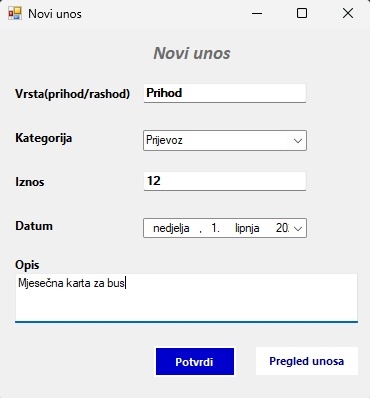 Novi unos
Novi unos
Vrsta(prihod/rashod) Prihod
Kategorija Prijevoz
Iznos 12
Datum nedjelja , 1. lipnja
Opis
Mjesečna karta za bus
Potvrdi Pregled unosa